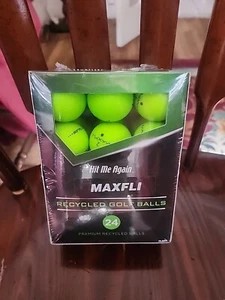 Hit Me Again
MAXFLI
RECYCLED GOLF BALLS
24
PREMIUM RECYCLED BALLS